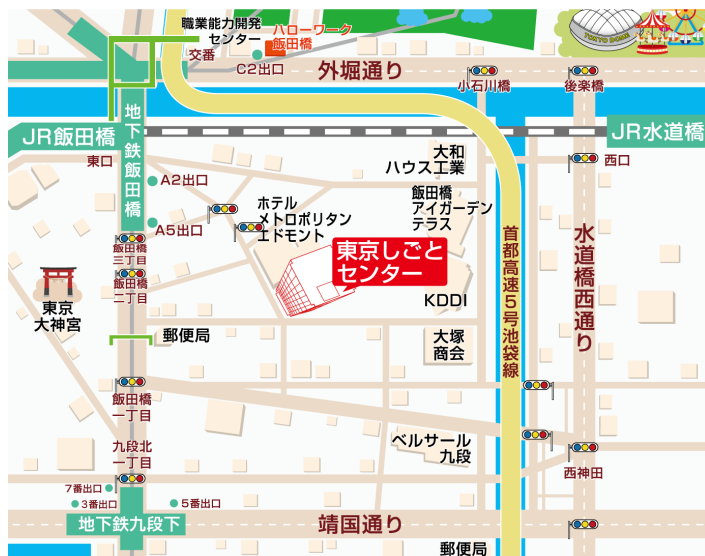 職業能力開発
センター
ハローワーク
飯田橋
交番
C2出口
TOKYO DOME
外堀通り
小石川橋
後楽橋
JR飯田橋
地下鉄飯田橋
JR水道橋
東口
西口
A2出口
大和
ハウス工業
ホテル
メトロポリタン
エドモント
飯田橋
アイガーデン
テラス
A5出口
飯田橋
三丁目
東京しごと
センター
首都高速5号池袋線
水道橋西通り
飯田橋
二丁目
東京
大神宮
KDDI
郵便局
大塚
商会
飯田橋
一丁目
ベルサール
九段
九段北
一丁目
西神田
7番出口
3番出口
5番出口
地下鉄九段下
靖国通り
郵便局